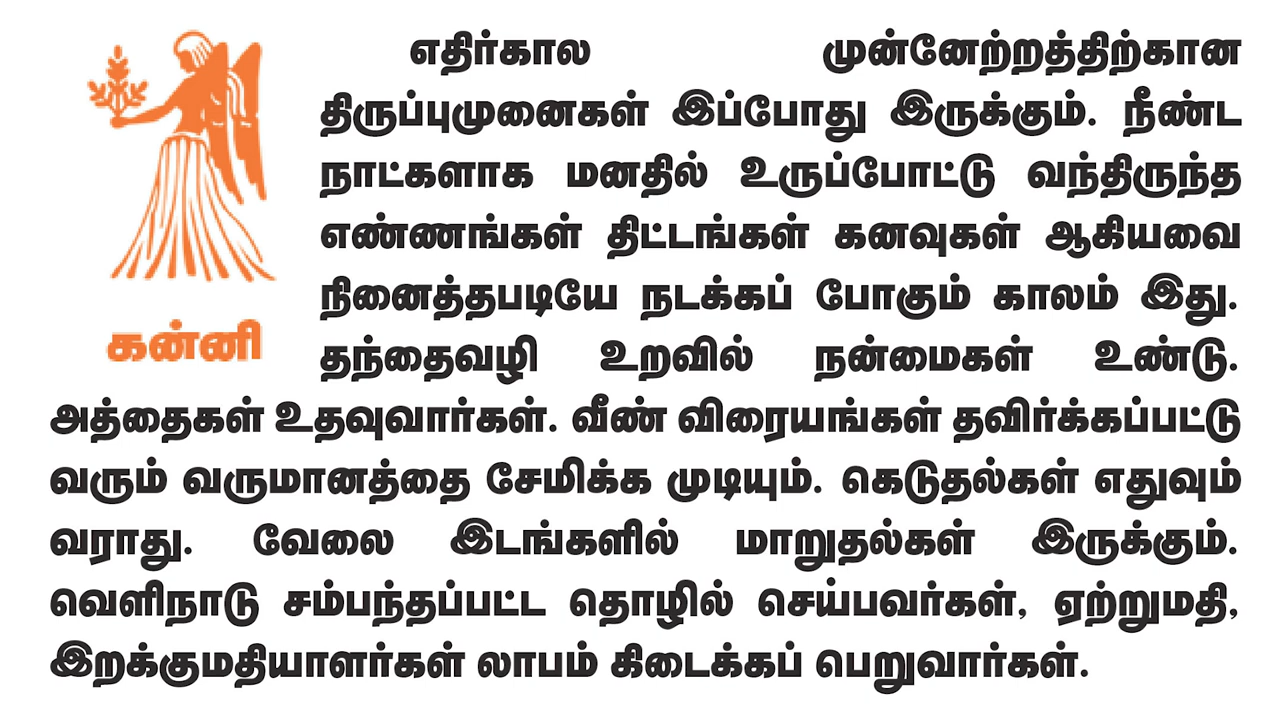 எதிர்கால முன்னேற்றத்திற்கான
திருப்புமுனைகள் இப்போது இருக்கும். நீண்ட
நாட்களாக மனதில் உருப்போட்டு வந்திருந்த
எண்ணங்கள் திட்டங்கள் கனவுகள் ஆகியவை
நினைத்தபடியே நடக்கப் போகும் காலம் இது.
கன்னி
தந்தைவழி உறவில் நன்மைகள் உண்டு.
அத்தைகள் உதவுவார்கள். வீண் விரையங்கள் தவிர்க்கப்பட்டு
வரும் வருமானத்தை சேமிக்க முடியும். கெடுதல்கள் எதுவும்
வராது. வேலை இடங்களில் மாறுதல்கள் இருக்கும்.
வெளிநாடு சம்பந்தப்பட்ட தொழில் செய்பவர்கள், ஏற்றுமதி,
இறக்குமதியாளர்கள் லாபம் கிடைக்கப் பெறுவார்கள்.